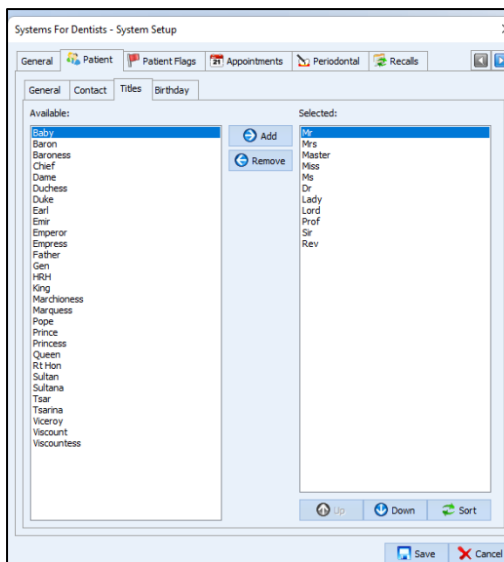 Systems For Dentists - System Setup
General Patient Patient Flags 21 Appointments Periodontal Recalls
General Contact Titles Birthday
Available:
Baby
Baron
Baroness
Chief
Dame
Duchess
Duke
Earl
Emir
Emperor
Empress
Father
Gen
HRH
King
Marchioness
Marquess
Pope
Prince
Princess
Queen
Rt Hon
Sultan
Sultana
Tsar
Tsarina
Viceroy
Viscount
Viscountess
Add
Remove
Selected:
Mr
Mrs
Master
Miss
Ms
Dr
Lady
Lord
Prof
Sir
Rev
Up Down Sort
Save Cancel